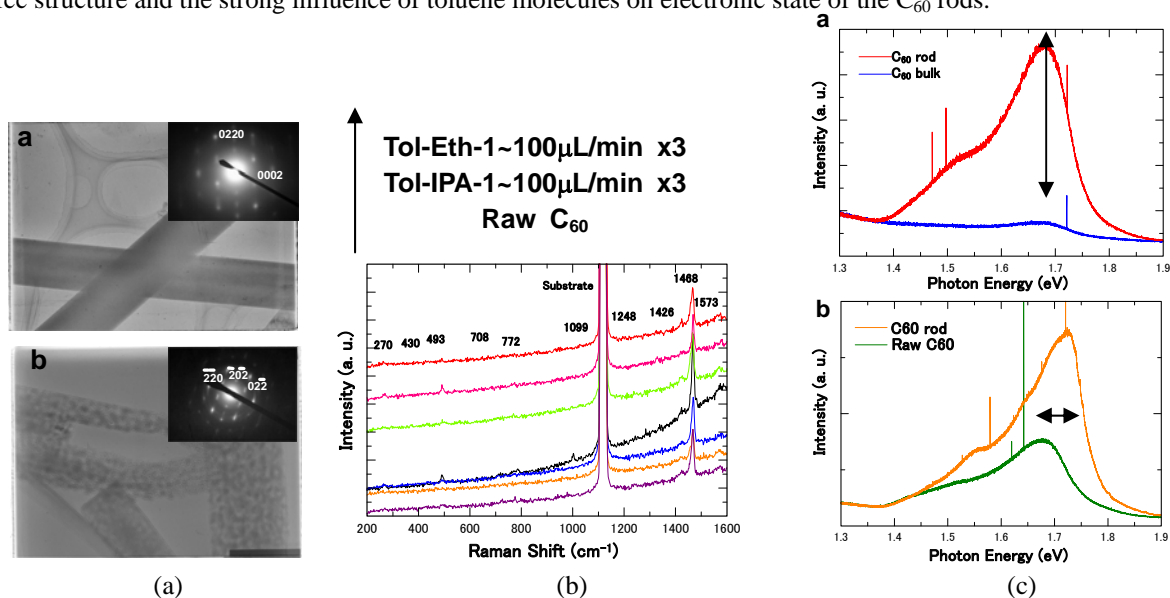 fcc structure and the strong influence of toluene molecules on electronic state of the C60 rods.
a
0220
0002
b
220 202 022
(a)
Tol-Eth-1~100μL/min x3
Tol-IPA-1~100μL/min x3
Raw C60
Intensity (a. u.)
Substrate
270 430 493 708 772 1099 1248 1426 1468 1573
200 400 600 800 1000 1200 1400 1600
Raman Shift (cm-1)
(b)
a
C60 rod
C60 bulk
Intensity (a. u.)
1.3 1.4 1.5 1.6 1.7 1.8 1.9
Photon Energy (eV)
b
C60 rod
Raw C60
Intensity (a. u.)
1.3 1.4 1.5 1.6 1.7 1.8 1.9
Photon Energy (eV)
(c)